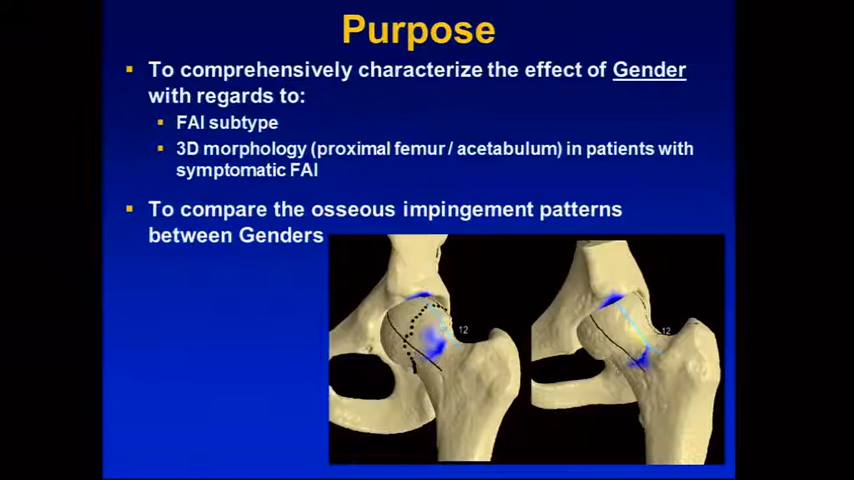 Purpose
To comprehensively characterize the effect of Gender
with regards to:
FAI subtype
3D morphology (proximal femur / acetabulum) in patients with
symptomatic FAI
To compare the osseous impingement patterns
between Genders
12
12